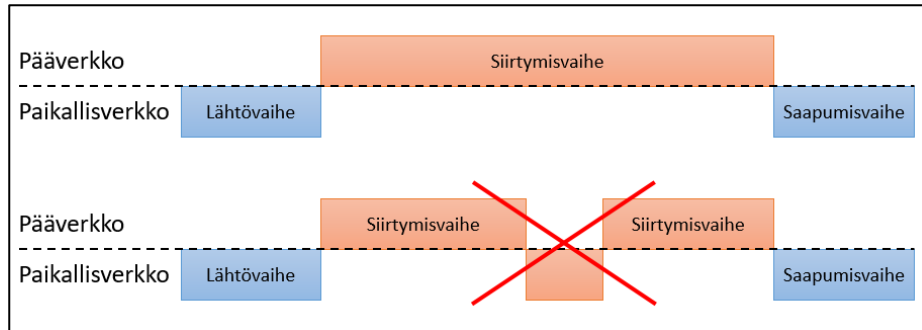 Pääverkko
Siirtymisvaihe
Paikallisverkko
Lähtövaihe
Saapumisvaihe
Pääverkko
Siirtymisvaihe
Siirtymisvaihe
Paikallisverkko
Lähtövaihe
Saapumisvaihe